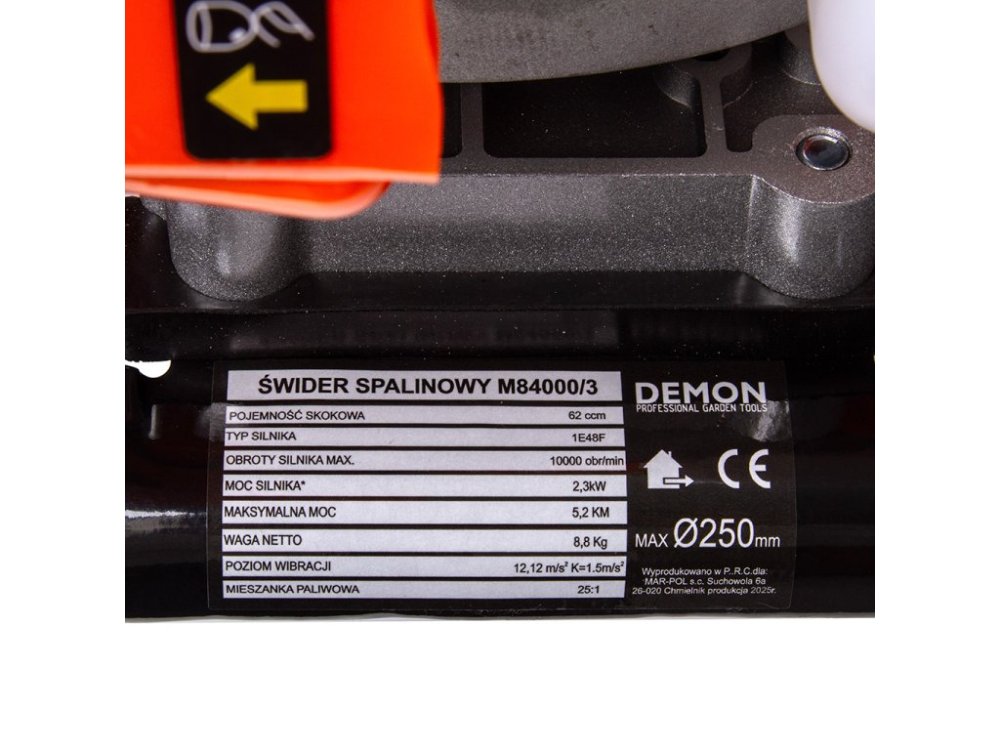 ŚWIDER SPALINOWY M84000/3
POJEMNOŚĆ SKOKOWA 62 ccm
TYP SILNIKA 1E48F
OBROTY SILNIKA MAX. 10000 obr/min
MOC SILNIKA* 2,3kW
MAKSYMALNA MOC 5,2 KM
WAGA NETTO 8,8 Kg
POZIOM WIBRACJI 12,12 m/s² K=1.5m/s²
MIESZANKA PALIWOWA 25:1
DEMON
PROFESSIONAL GARDEN TOOLS
CE
MAX Ø250mm
Wyprodukowano w P..R.C.dla:
MAR-POL s.c. Suchowola 6a
26-020 Chmielnik produkcja 2025r.